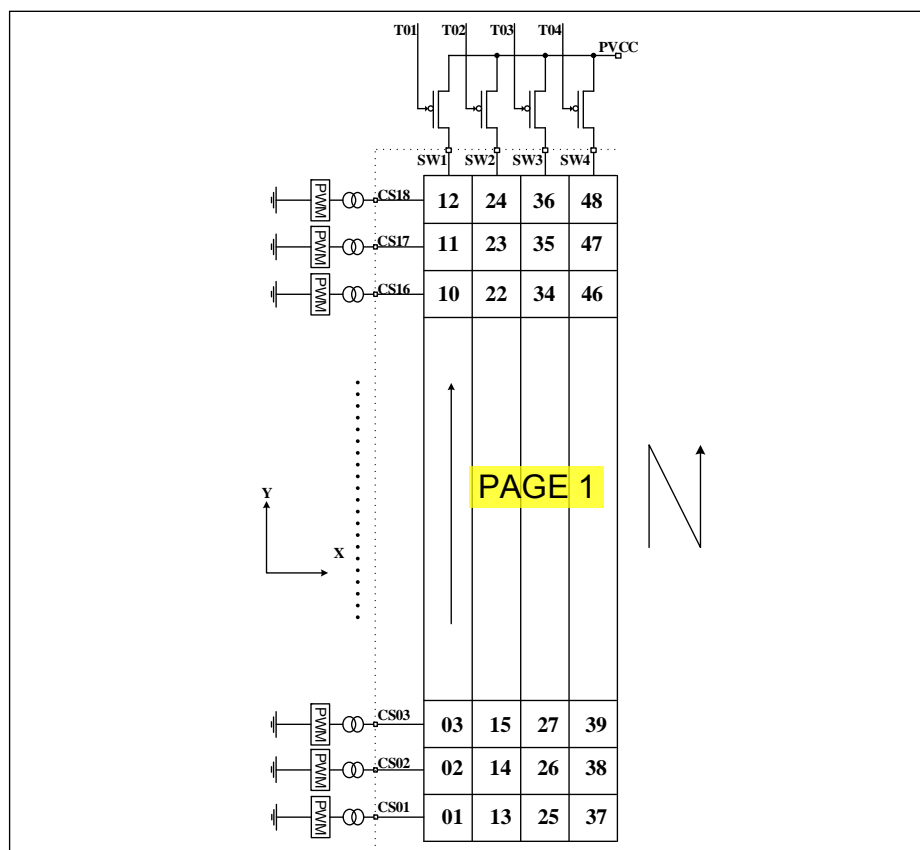 T01 T02 T03 T04
PVCC
SW1 SW2 SW3 SW4
PWM CS18 12 24 36 48
PWM CS17 11 23 35 47
PWM CS16 10 22 34 46
PAGE 1
Y
X
PWM CS03 03 15 27 39
PWM CS02 02 14 26 38
PWM CS01 01 13 25 37